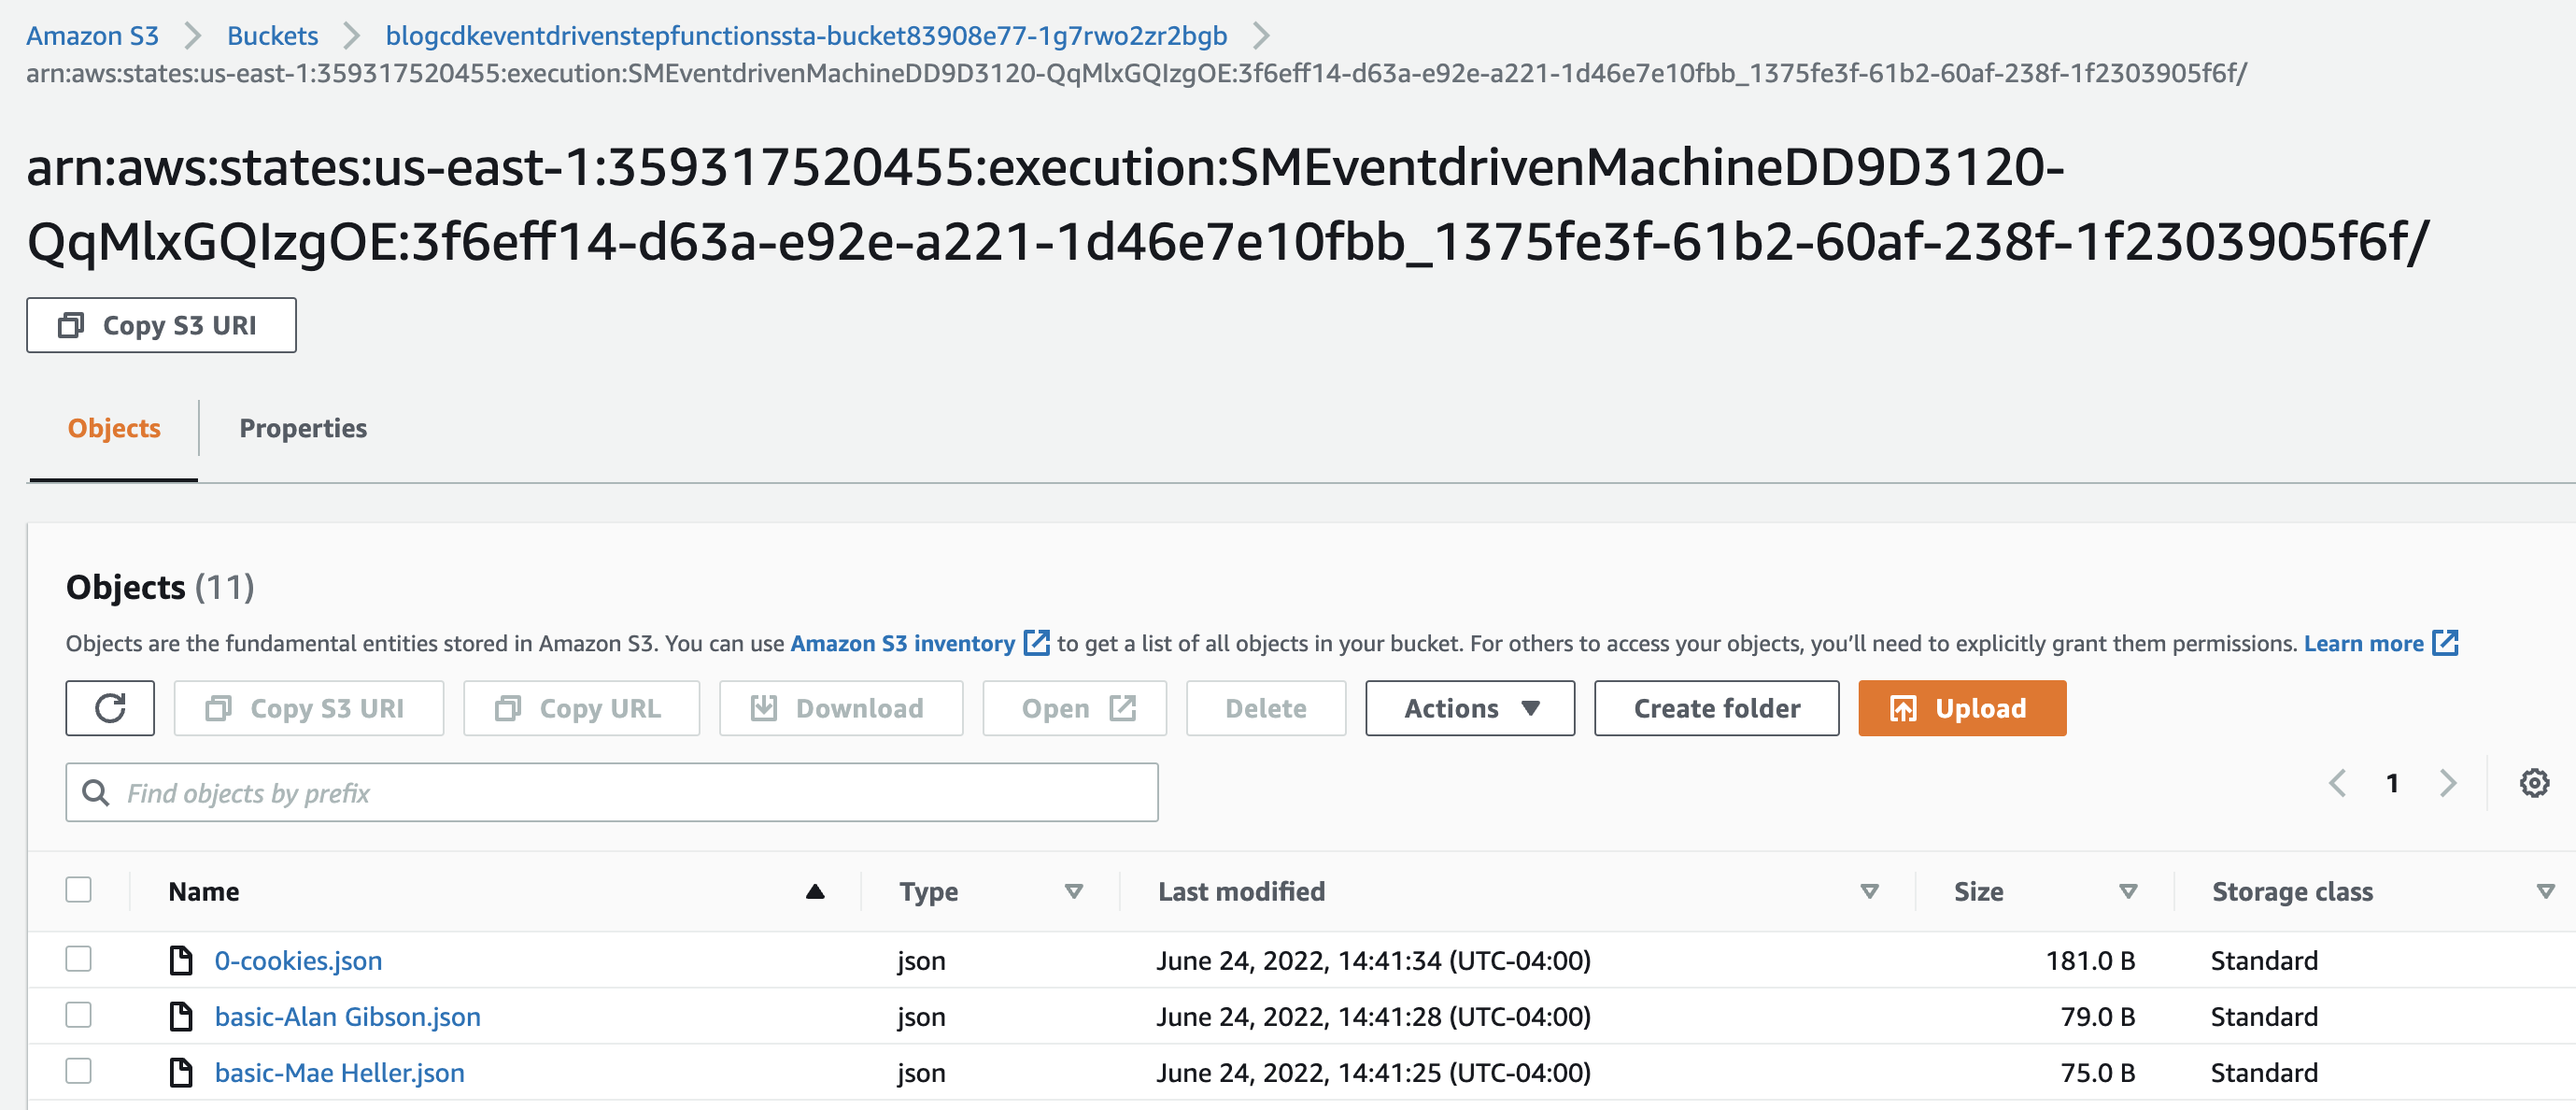 Amazon S3 Buckets blogcdkeventdrivenstepfunctionssta-bucket83908e77-1g7rwo2zr2bgb
arn:aws:states:us-east-1:359317520455:execution:SMEventdrivenMachineDD9D3120-QqMlxGQIzgOE:3f6eff14-d63a-e92e-a221-1d46e7e10fbb_1375fe3f-61b2-60af-238f-1f2303905f6f/
arn:aws:states:us-east-1:359317520455:execution:SMEventdrivenMachineDD9D3120-
QqMlxGQIzgOE:3f6eff14-d63a-e92e-a221-1d46e7e10fbb_1375fe3f-61b2-60af-238f-1f2303905f6f/
Copy S3 URI
Objects Properties
Objects (11)
Objects are the fundamental entities stored in Amazon S3. You can use Amazon S3 inventory to get a list of all objects in your bucket. For others to access your objects, you’ll need to explicitly grant them permissions. Learn more
Copy S3 URI Copy URL Download Open Delete Actions Create folder Upload
Find objects by prefix 1
Name Type Last modified Size Storage class
0-cookies.json json June 24, 2022, 14:41:34 (UTC-04:00) 181.0 B Standard
basic-Alan Gibson.json json June 24, 2022, 14:41:28 (UTC-04:00) 79.0 B Standard
basic-Mae Heller.json json June 24, 2022, 14:41:25 (UTC-04:00) 75.0 B Standard